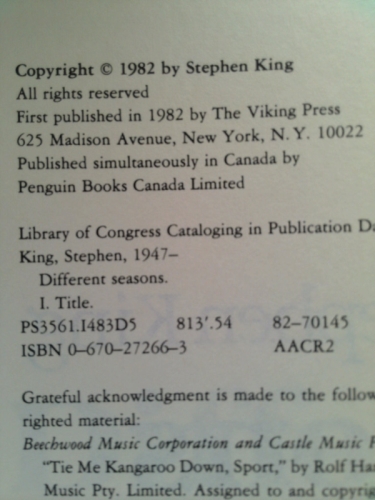 Copyright © 1982 by Stephen King
All rights reserved
First published in 1982 by The Viking Press
625 Madison Avenue, New York, N.Y. 10022
Published simultaneously in Canada by
Penguin Books Canada Limited
Library of Congress Cataloging in Publication
King, Stephen, 1947–
Different seasons.
I. Title.
PS3561.I483D5 813'.54 82–70145
ISBN 0–670–27266–3 AACR2
Grateful acknowledgment is made to the
righted material:
Beechwood Music Corporation and Castle Music
"Tie Me Kangaroo Down, Sport," by Rolf
Music Pty. Limited. Assigned to and